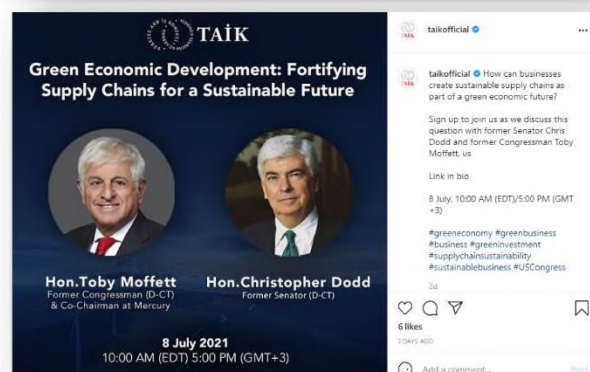 TAİK
Green Economic Development: Fortifying
Supply Chains for a Sustainable Future
Hon.Toby Moffett
Former Congressman (D-CT)
& Co-Chairman at Mercury
Hon.Christopher Dodd
Former Senator (D-CT)
8 July 2021
10:00 AM (EDT) 5:00 PM (GMT+3)
taikofficial
taikofficial How can businesses
create sustainable supply chains as
part of a green economic future?
Sign up to join us as we discuss this
question with former Senator Chris
Dodd and former Congressman Toby
Moffett. us
Link in bio
8 July, 10:00 AM (EDT)/5:00 PM (GMT
+3)
#greeneconomy #greenbusiness
#business #greeninvestment
#supplychainsustainability
#sustainablebusiness #USCongress
2d
6 likes
2 DAYS AGO
Add a comment...
Post